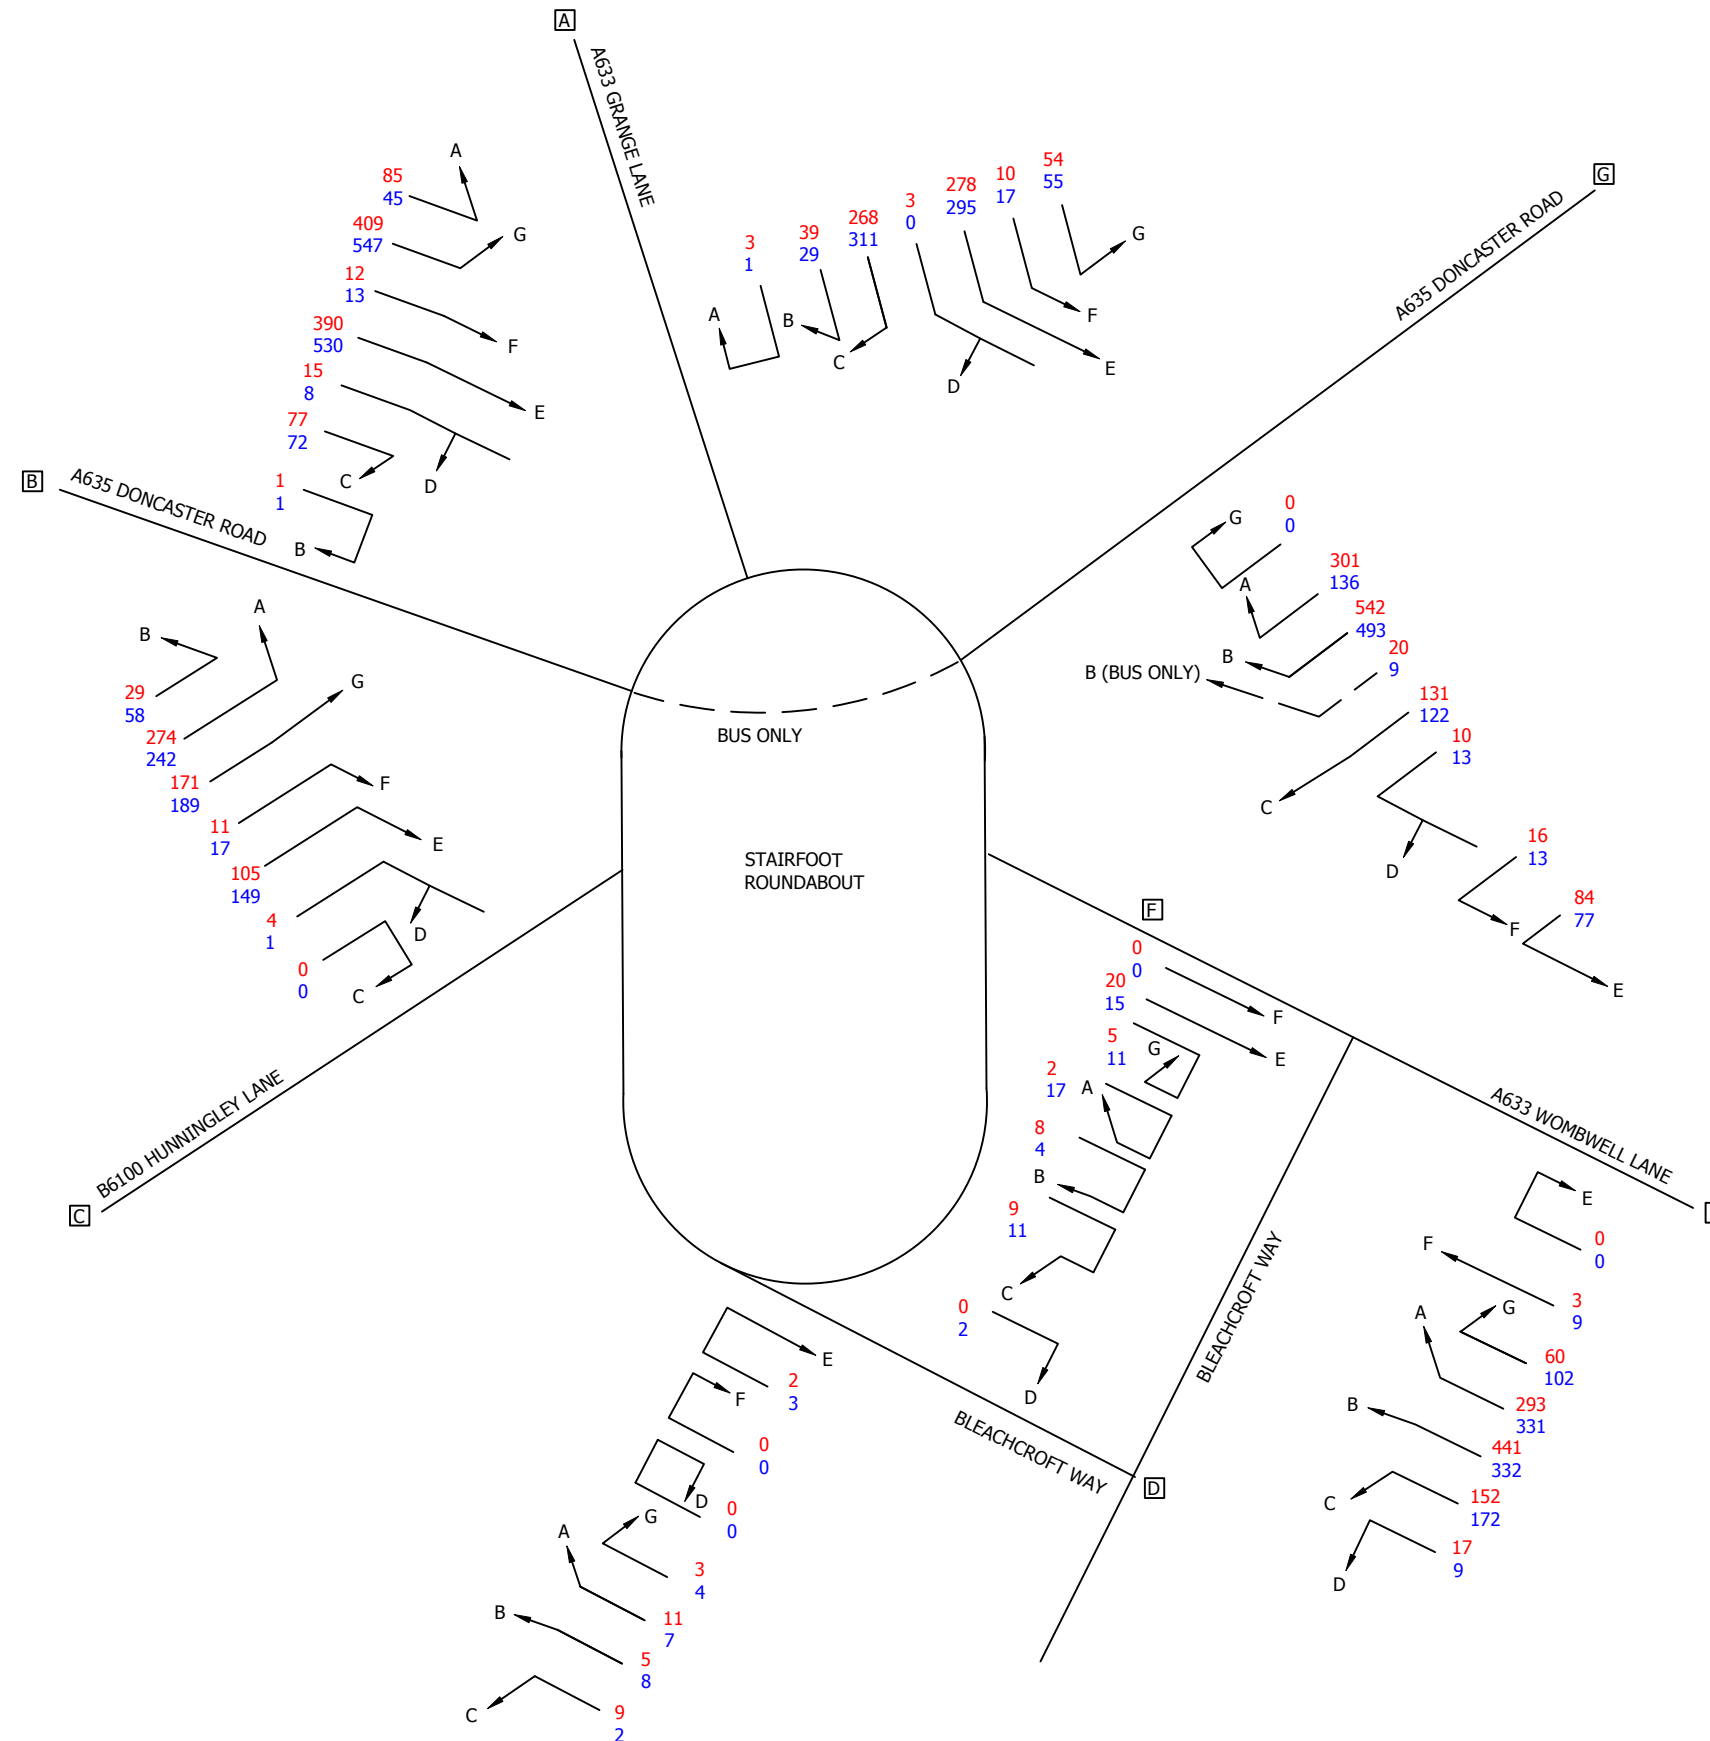 A
A633 GRANGE LANE
G
A635 DONCASTER ROAD
B
A635 DONCASTER ROAD
C
B6100 HUNNINGLEY LANE
BUS ONLY
STAIRFOOT
ROUNDABOUT
F
A633 WOMBWELL LANE
BLEACHCROFT WAY
BLEACHCROFT WAY
D
A
85
45
G
409
547
F
12
13
E
390
530
D
15
8
C
77
72
B
1
1
A
3
1
B
39
29
C
268
311
D
3
0
E
278
295
F
10
17
G
54
55
G
0
0
A
301
136
B
542
493
B (BUS ONLY)
20
9
C
131
122
D
10
13
F
16
13
E
84
77
B
29
58
A
274
242
G
171
189
F
11
17
E
105
149
D
4
1
C
0
0
F
0
0
E
20
15
G
5
11
A
2
17
B
8
4
C
9
11
D
0
2
E
0
0
F
3
9
G
60
102
A
293
331
B
441
332
C
152
172
D
17
9
E
2
3
F
0
0
D
0
0
G
3
4
A
11
7
B
5
8
C
9
2